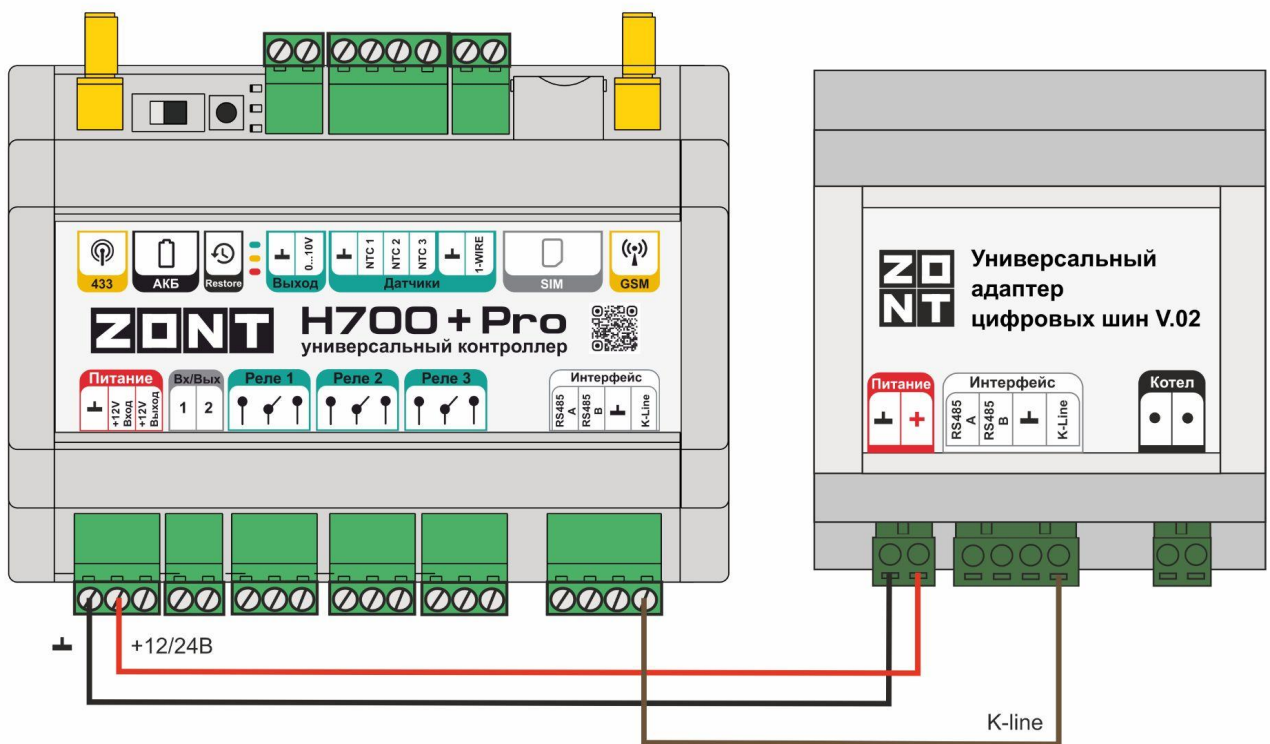 433
АКБ
Restore
⊥
0...10V
Выход
⊥
NTC 1
NTC 2
NTC 3
⊥
1-WIRE
Датчики
SIM
GSM
ZONT
H700+Pro
универсальный контроллер
Питание
⊥
+12V
Вход
+12V
Выход
Вх/Вых
1 2
Реле 1
Реле 2
Реле 3
Интерфейс
RS485
A
RS485
B
⊥
K-Line
⊥ +12/24В
ZO
NT
Универсальный
адаптер
цифровых шин V.02
Питание
⊥ +
Интерфейс
RS485
A
RS485
B
⊥
K-Line
Котел
K-line